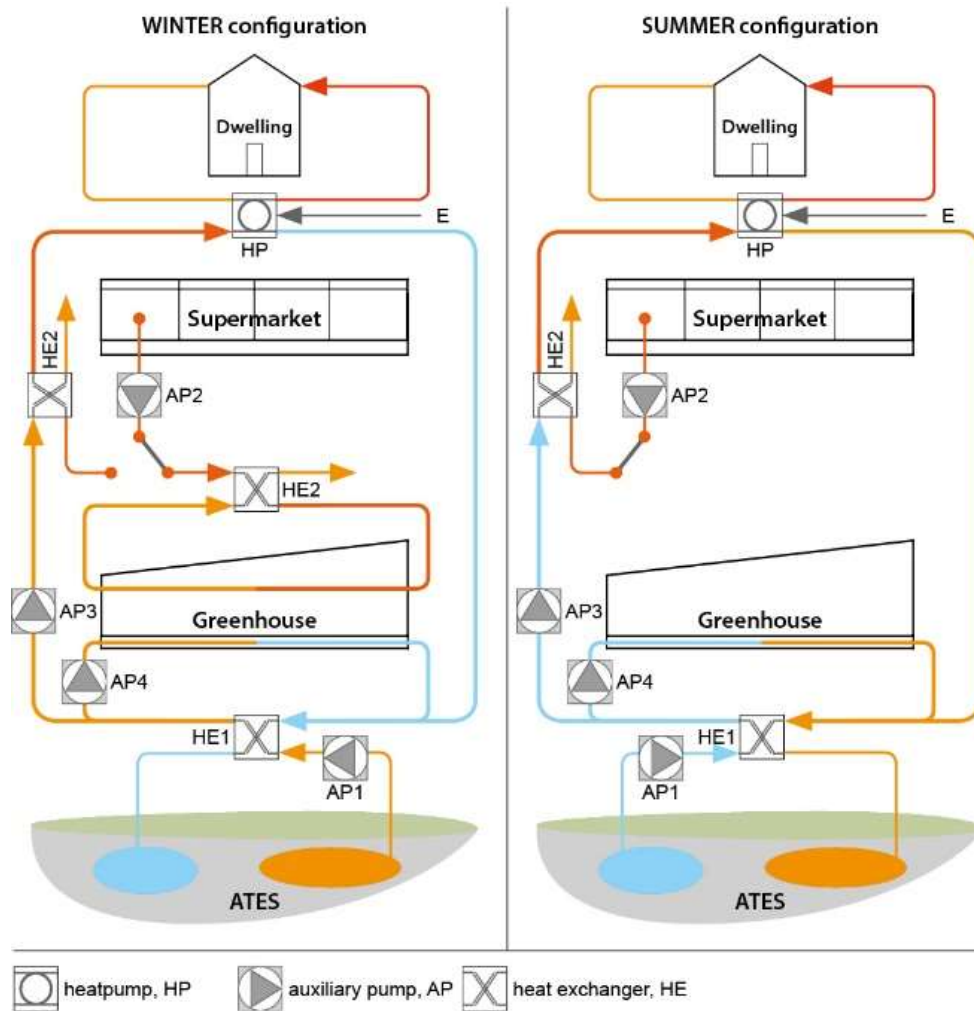 WINTER configuration
Dwelling
E
HP
Supermarket
HE2
AP2
HE2
Greenhouse
AP3
AP4
HE1
AP1
ATES
SUMMER configuration
Dwelling
E
HP
Supermarket
HE2
AP2
Greenhouse
AP3
AP4
HE1
AP1
ATES
heatpump, HP
auxiliary pump, AP
heat exchanger, HE